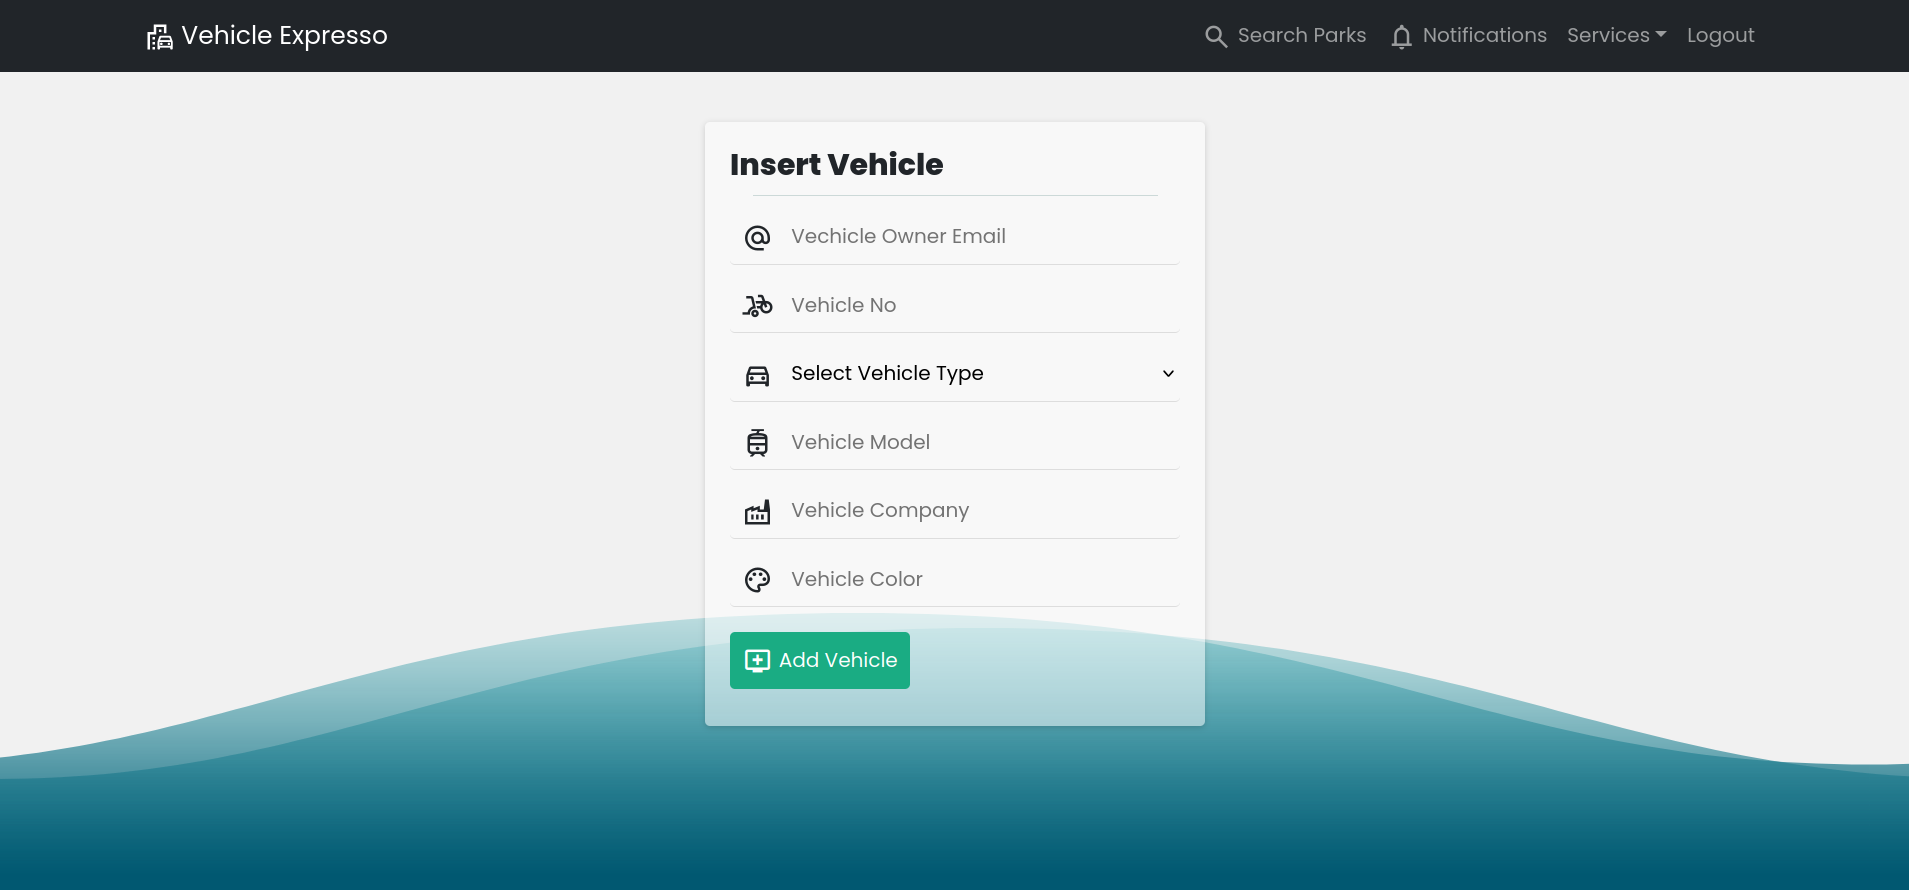 Vehicle Expresso
Search Parks
Notifications
Services
Logout
Insert Vehicle
Vechicle Owner Email
Vehicle No
Select Vehicle Type
Vehicle Model
Vehicle Company
Vehicle Color
Add Vehicle